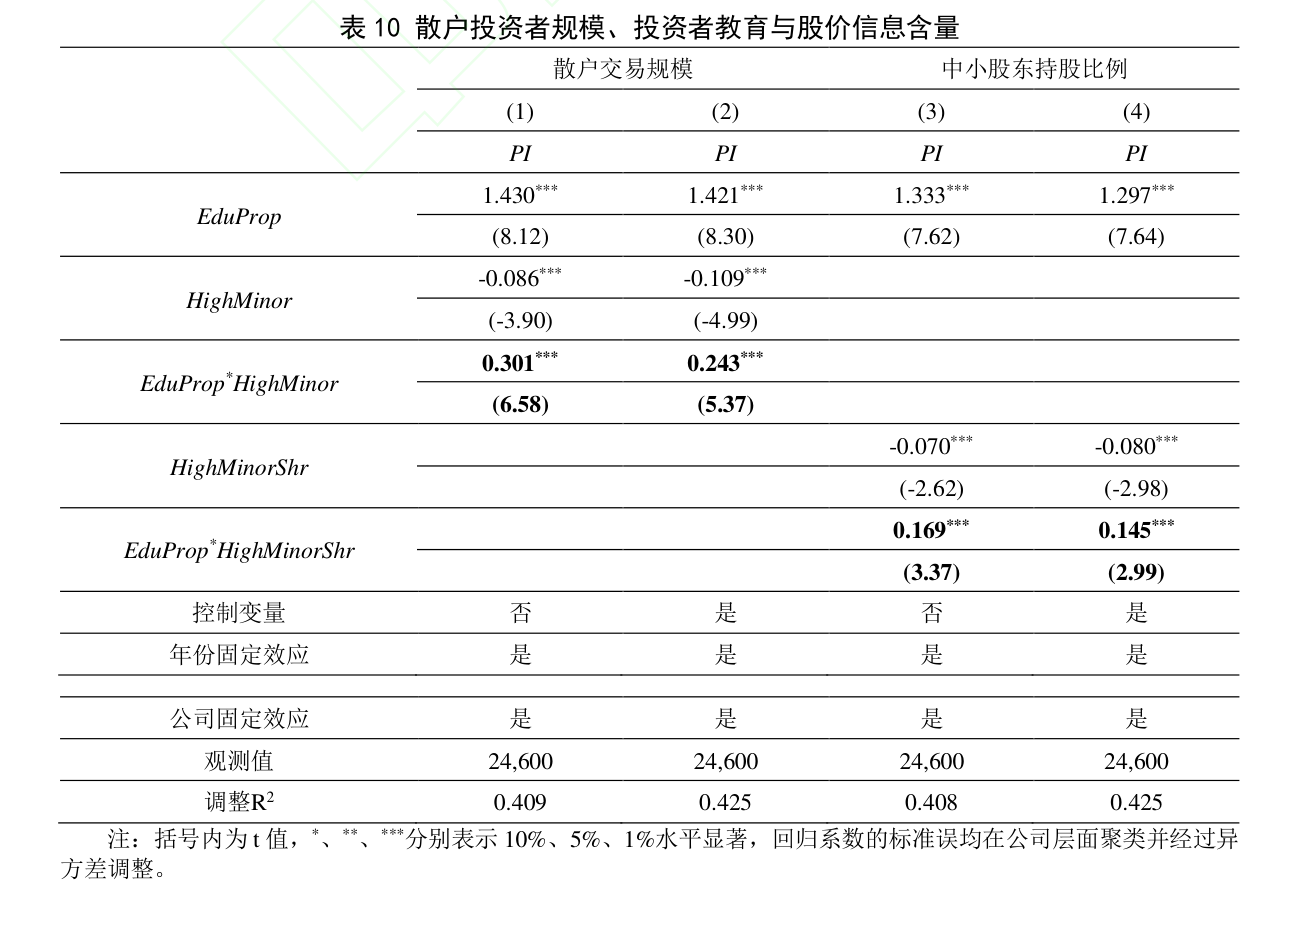 表 10 散户投资者规模、投资者教育与股价信息含量
散户交易规模 中小股东持股比例
(1) (2) (3) (4)
PI PI PI PI
EduProp 1.430*** 1.421*** 1.333*** 1.297***
(8.12) (8.30) (7.62) (7.64)
HighMinor -0.086*** -0.109***
(-3.90) (-4.99)
EduProp*HighMinor 0.301*** 0.243***
(6.58) (5.37)
HighMinorShr -0.070*** -0.080***
(-2.62) (-2.98)
EduProp*HighMinorShr 0.169*** 0.145***
(3.37) (2.99)
控制变量 否 是 否 是
年份固定效应 是 是 是 是
公司固定效应 是 是 是 是
观测值 24,600 24,600 24,600 24,600
调整R² 0.409 0.425 0.408 0.425
注：括号内为 t 值，*、**、***分别表示 10%、5%、1%水平显著，回归系数的标准误均在公司层面聚类并经过异
方差调整。